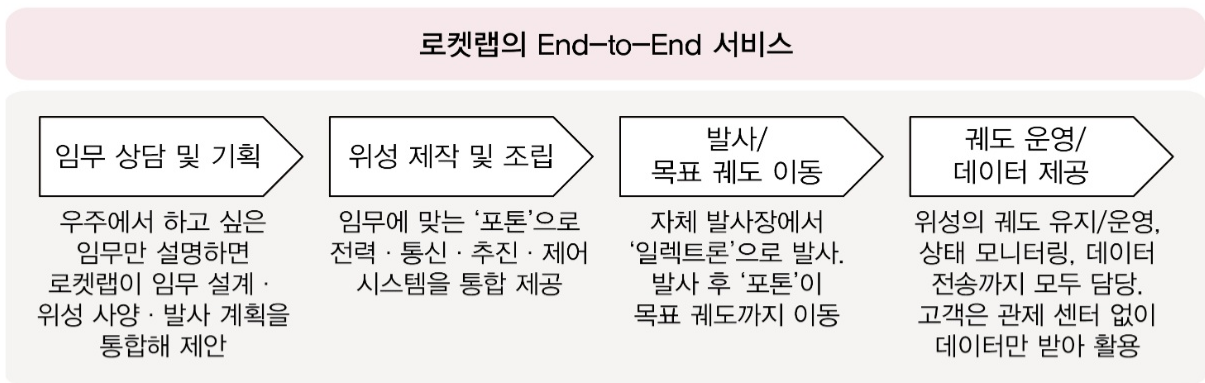 로켓랩의 End-to-End 서비스
임무 상담 및 기획
우주에서 하고 싶은
임무만 설명하면
로켓랩이 임무 설계 ·
위성 사양 · 발사 계획을
통합해 제안
위성 제작 및 조립
임무에 맞는 ‘포톤’으로
전력 · 통신 · 추진 · 제어
시스템을 통합 제공
발사/
목표 궤도 이동
자체 발사장에서
‘일렉트론’으로 발사.
발사 후 ‘포톤’이
목표 궤도까지 이동
궤도 운영/
데이터 제공
위성의 궤도 유지/운영,
상태 모니터링, 데이터
전송까지 모두 담당.
고객은 관제 센터 없이
데이터만 받아 활용